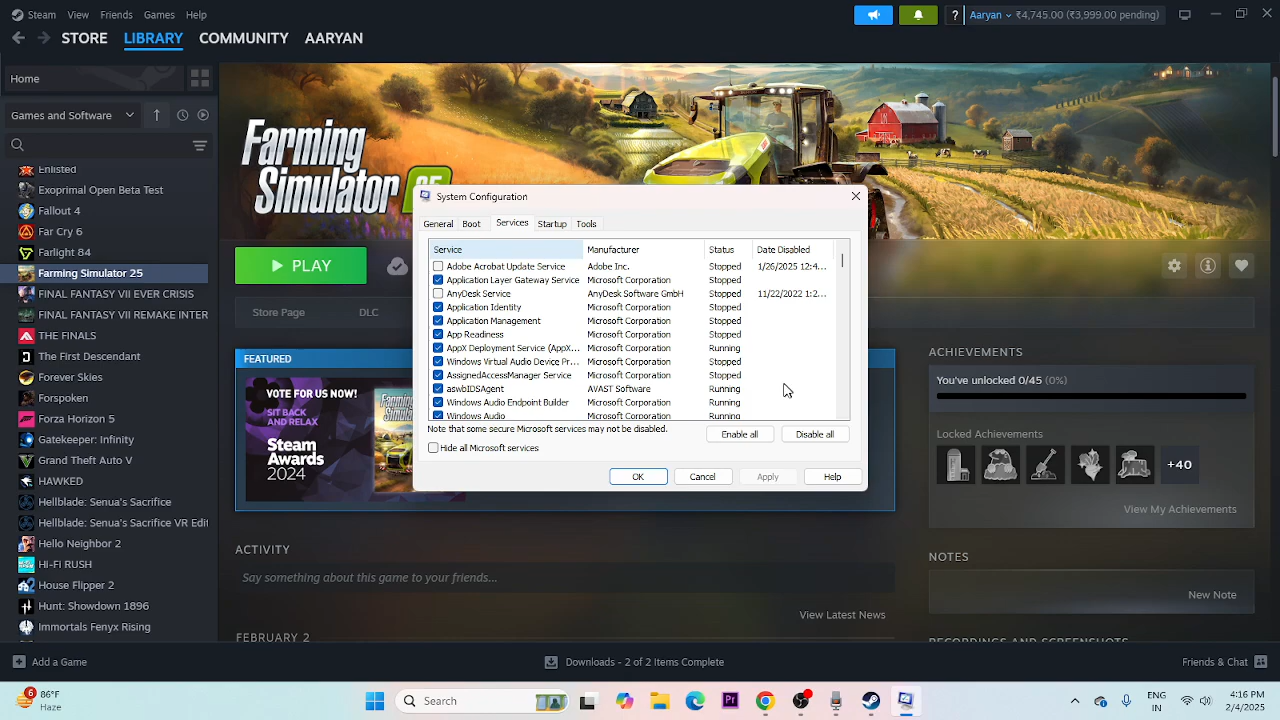 Steam View Friends Games Help
Aaryan ₹4,745.00 (₹3,999.00 pending)
STORE LIBRARY COMMUNITY AARYAN
Home
Games and Software
Enlisted
Exoprimal Open Beta Test
Fallout 4
Far Cry 6
Farlight 84
Farming Simulator 25
FINAL FANTASY VII EVER CRISIS
FINAL FANTASY VII REMAKE INTER
THE FINALS
The First Descendant
Forever Skies
Forspoken
Forza Horizon 5
Gatekeeper: Infinity
Grand Theft Auto V
HAVEN
Hellblade: Senua's Sacrifice
Hellblade: Senua's Sacrifice VR Edit
Hello Neighbor 2
Hi-Fi RUSH
House Flipper 2
Hunt: Showdown 1896
Immortals Fenyx Rising
Farming
Simulator 25
PLAY
Store Page DLC
FEATURED
VOTE FOR US NOW!
SIT BACK
AND RELAX
Steam
Awards
2024
System Configuration
General Boot Services Startup Tools
Service Manufacturer Status Date Disabled
Adobe Acrobat Update Service Adobe Inc. Stopped 1/26/2025 12:4...
Application Layer Gateway Service Microsoft Corporation Stopped
AnyDesk Service AnyDesk Software GmbH Stopped 11/22/2022 1:2...
Application Identity Microsoft Corporation Stopped
Application Management Microsoft Corporation Stopped
App Readiness Microsoft Corporation Stopped
AppX Deployment Service (AppX... Microsoft Corporation Running
Windows Virtual Audio Device Pr... Microsoft Corporation Stopped
AssignedAccessManager Service Microsoft Corporation Stopped
aswbIDSAgent AVAST Software Running
Windows Audio Endpoint Builder Microsoft Corporation Running
Windows Audio Microsoft Corporation Running
Note that some secure Microsoft services may not be disabled.
Enable all Disable all
Hide all Microsoft services
OK Cancel Apply Help
ACHIEVEMENTS
You've unlocked 0/45 (0%)
Locked Achievements
+40
View My Achievements
ACTIVITY
Say something about this game to your friends...
View Latest News
FEBRUARY 2
NOTES
New Note
RECORDINGS AND SCREENSHOTS
Add a Game
Downloads - 2 of 2 Items Complete
Friends & Chat
6
86°F
Haze
Search
ENG
IN
4:16 PM
2/4/2025